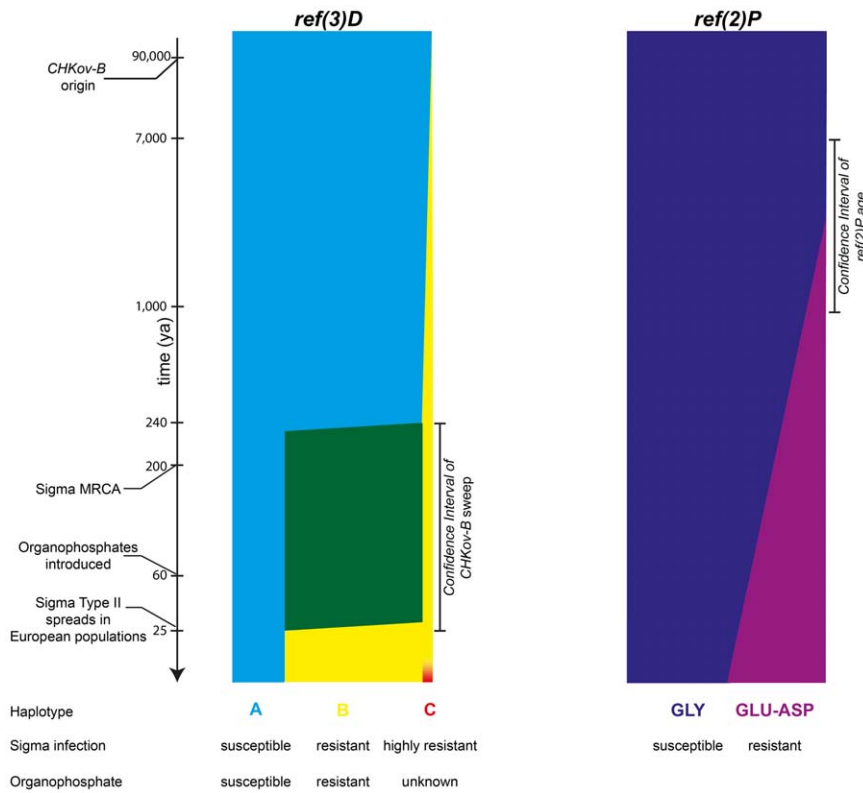 ref(3)D
ref(2)P
90,000
CHKov-B
origin
7,000
1,000
time (ya)
240
200
Sigma MRCA
Organophosphates
introduced
60
Sigma Type II
spreads in
European populations
25
Confidence Interval of
CHKov-B sweep
Confidence Interval of
ref(2)P age
Haplotype A B C GLY GLU-ASP
Sigma infection susceptible resistant highly resistant susceptible resistant
Organophosphate susceptible resistant unknown